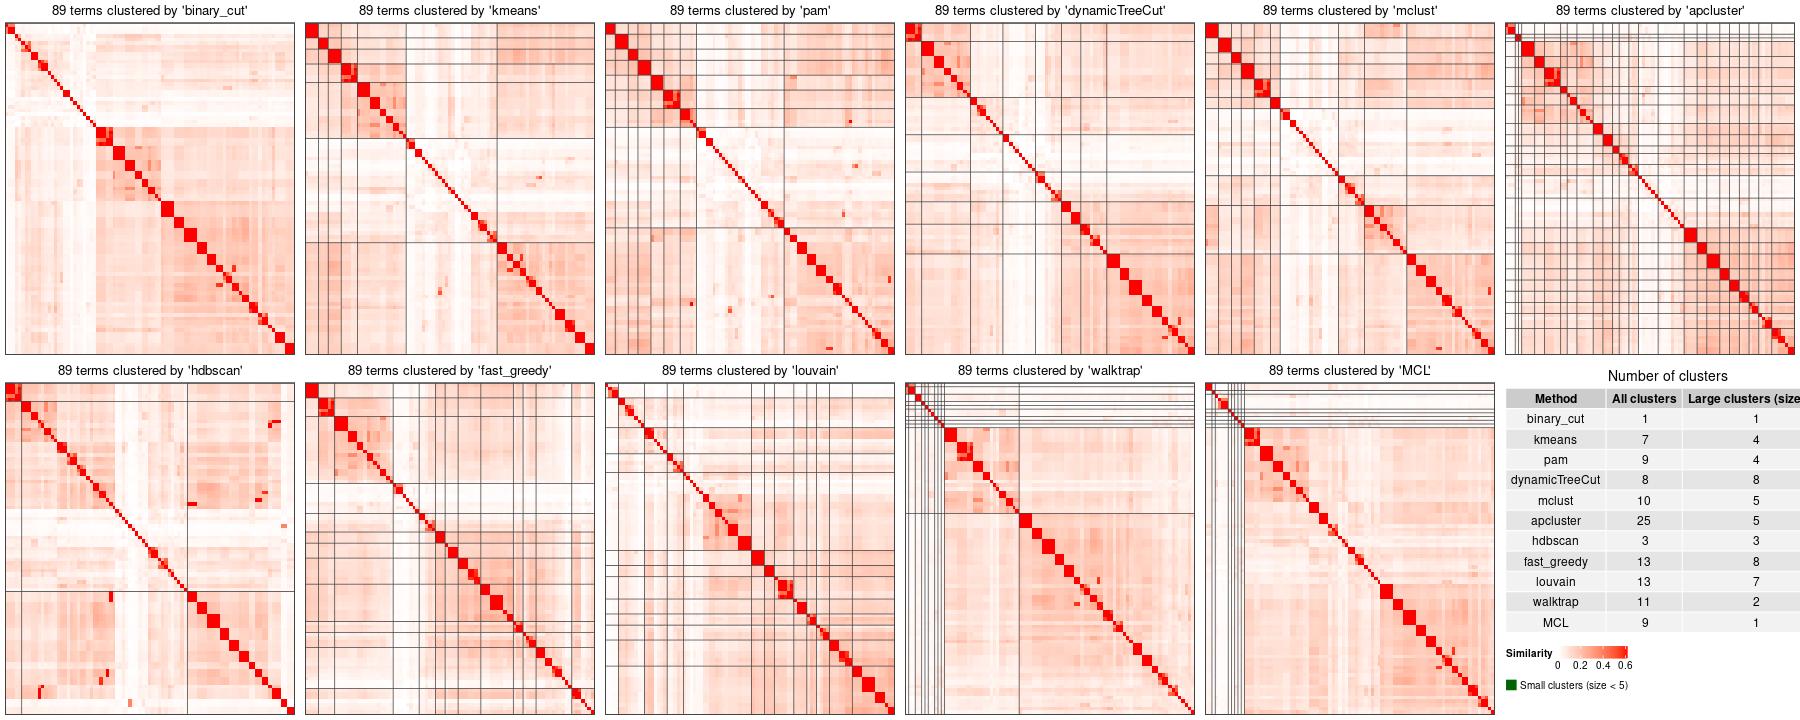 89 terms clustered by 'binary_cut'
89 terms clustered by 'kmeans'
89 terms clustered by 'pam'
89 terms clustered by 'dynamicTreeCut'
89 terms clustered by 'mclust'
89 terms clustered by 'apcluster'
89 terms clustered by 'hdbscan'
89 terms clustered by 'fast_greedy'
89 terms clustered by 'louvain'
89 terms clustered by 'walktrap'
89 terms clustered by 'MCL'
Number of clusters
Method All clusters Large clusters (size
binary_cut 1 1
kmeans 7 4
pam 9 4
dynamicTreeCut 8 8
mclust 10 5
apcluster 25 5
hdbscan 3 3
fast_greedy 13 8
louvain 13 7
walktrap 11 2
MCL 9 1
Similarity
0 0.2 0.4 0.6
Small clusters (size < 5)